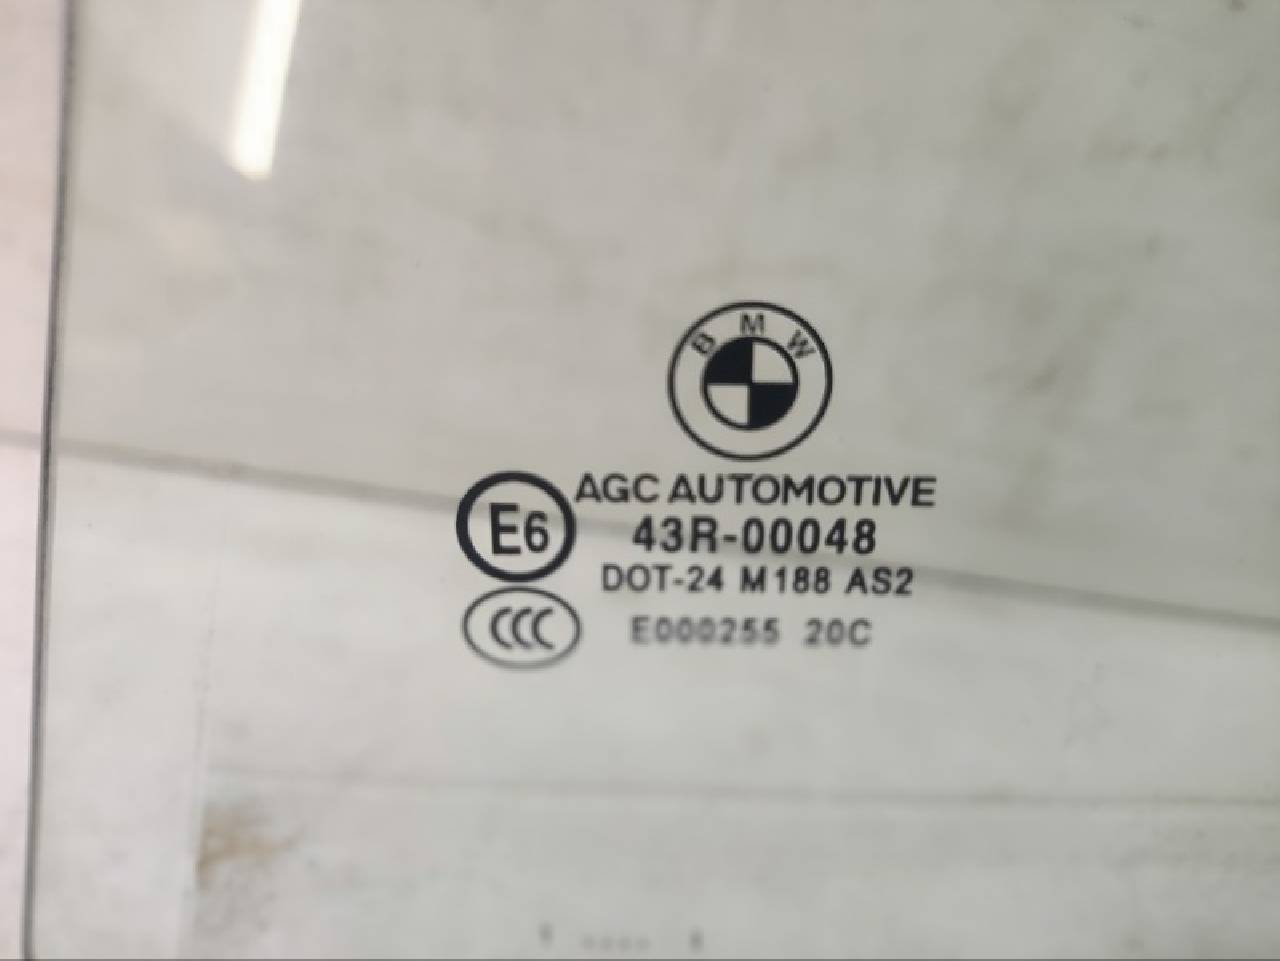 BMW
AGC AUTOMOTIVE
E6
43R-00048
DOT-24 M188 AS2
CCC
E000255 20C